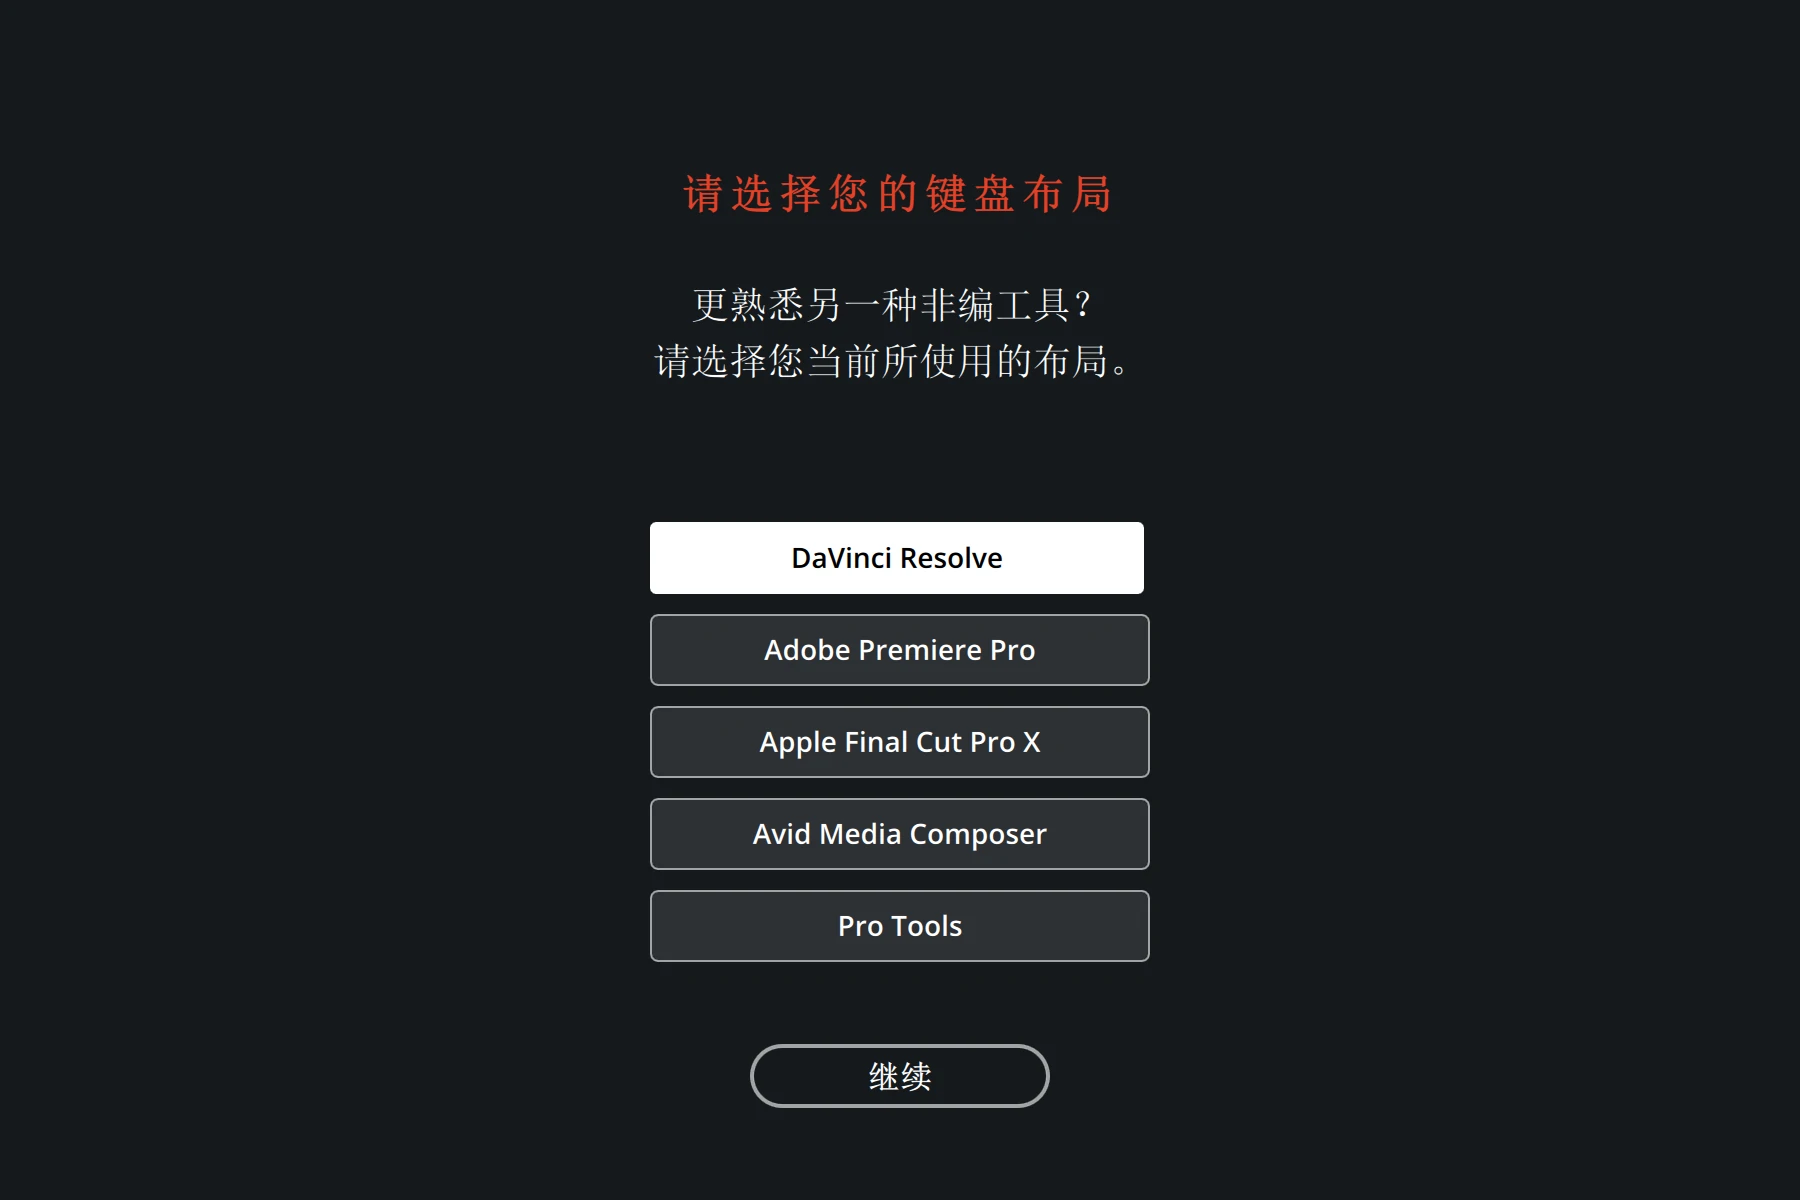 请选择您的键盘布局
更熟悉另一种非编工具？
请选择您当前所使用的布局。
DaVinci Resolve
Adobe Premiere Pro
Apple Final Cut Pro X
Avid Media Composer
Pro Tools
继续